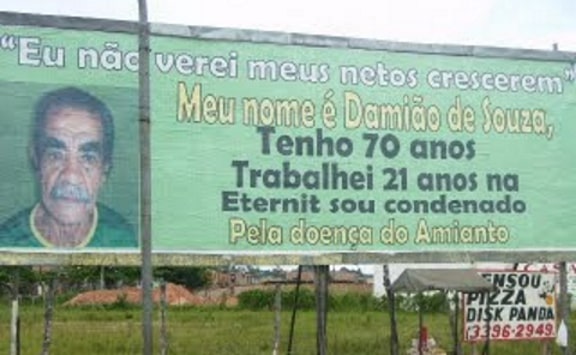 "Eu não verei meus netos crescerem"
Meu nome é Damião de Souza,
Tenho 70 anos
Trabalhei 21 anos na
Eternit sou condenado
Pela doença do Amianto
PIZZA
DISK PANDA
(3396-2949)